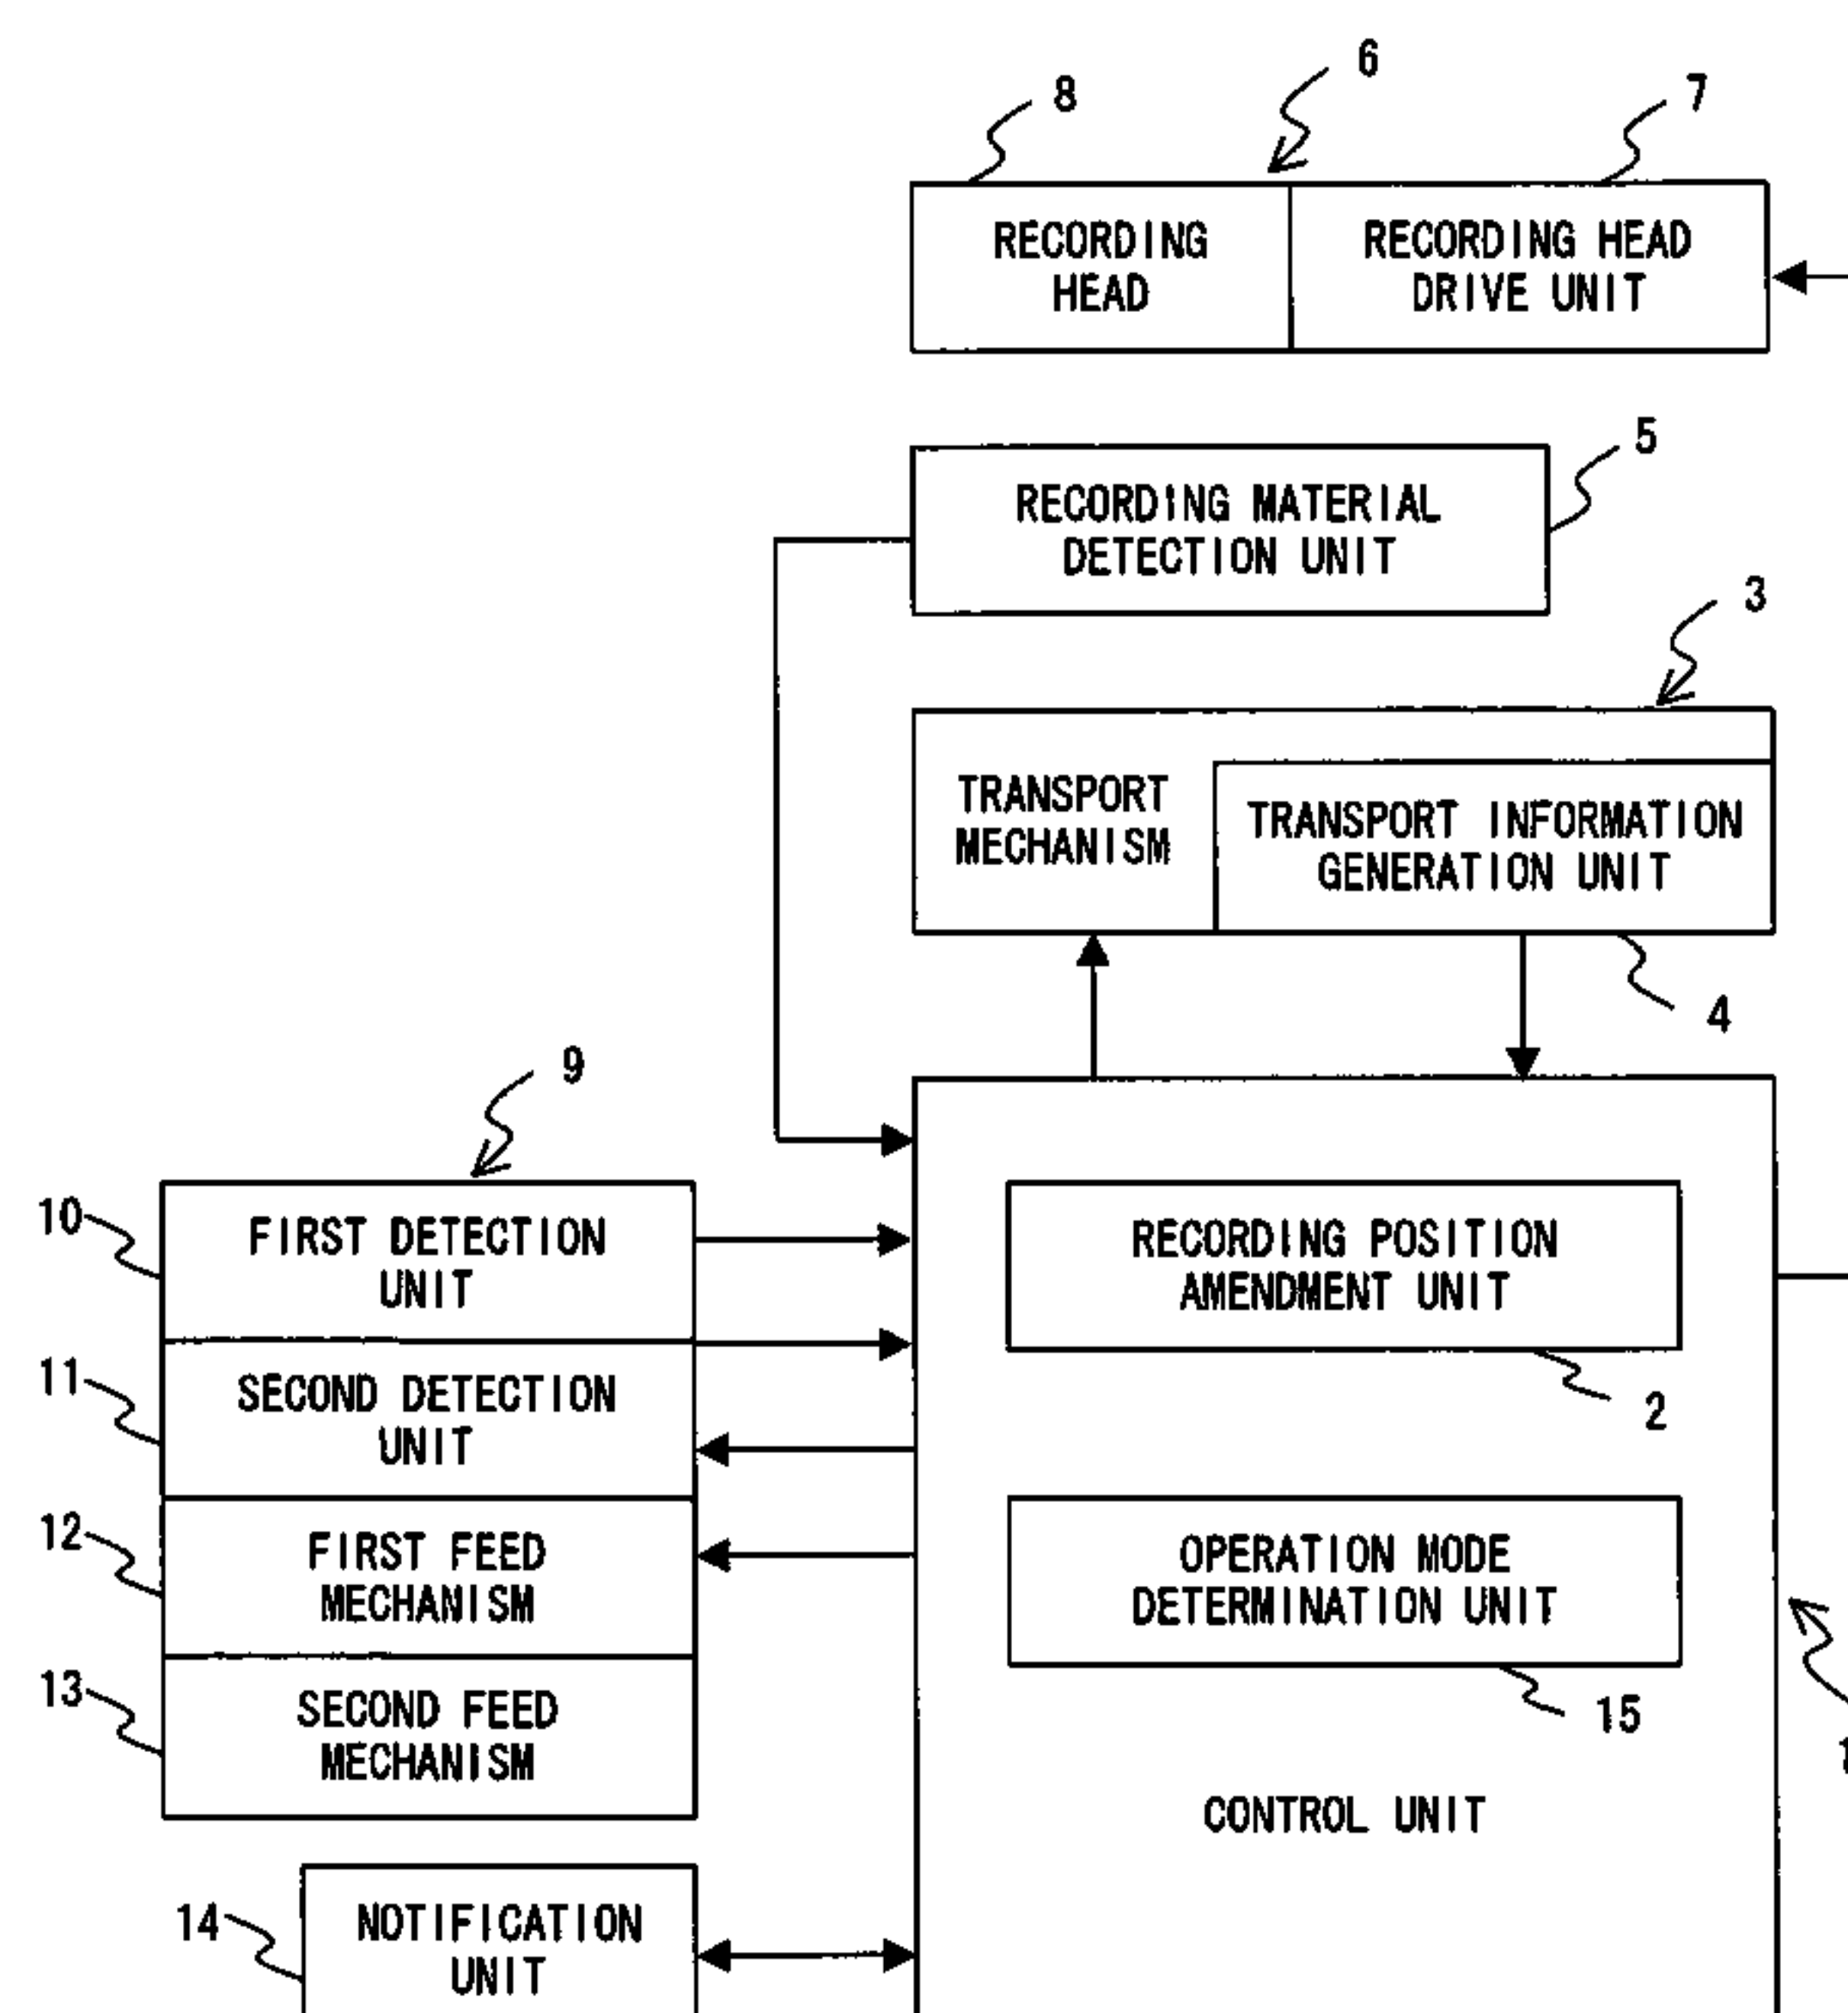 6
8
7
RECORDING
HEAD
RECORDING HEAD
DRIVE UNIT
5
RECORDING MATERIAL
DETECTION UNIT
3
TRANSPORT
MECHANISM
TRANSPORT INFORMATION
GENERATION UNIT
4
9
10
FIRST DETECTION
UNIT
11
SECOND DETECTION
UNIT
12
FIRST FEED
MECHANISM
13
SECOND FEED
MECHANISM
14
NOTIFICATION
UNIT
RECORDING POSITION
AMENDMENT UNIT
2
OPERATION MODE
DETERMINATION UNIT
15
CONTROL UNIT